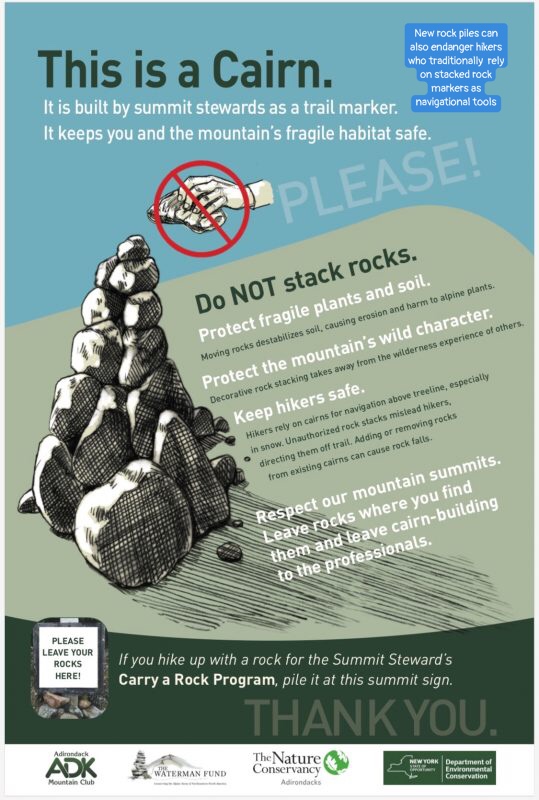 This is a Cairn.
New rock piles can
also endanger hikers
who traditionally rely
on stacked rock
markers as
navigational tools
It is built by summit stewards as a trail marker.
It keeps you and the mountain's fragile habitat safe.
PLEASE!
Do NOT stack rocks.
Protect fragile plants and soil.
Moving rocks destabilizes soil, causing erosion and harm to alpine plants.
Protect the mountain's wild character.
Decorative rock stacking takes away from the wilderness experience of others.
Keep hikers safe.
Hikers rely on cairns for navigation above treeline, especially
in snow. Unauthorized rock stacks mislead hikers,
directing them off trail. Adding or removing rocks
from existing cairns can cause rock falls.
Respect our mountain summits.
Leave rocks where you find
them and leave cairn-building
to the professionals.
PLEASE
LEAVE YOUR
ROCKS
HERE!
If you hike up with a rock for the Summit Steward's
Carry a Rock Program, pile it at this summit sign.
THANK YOU.
Adirondack
ADK
Mountain Club
THE
WATERMAN FUND
The Nature
Conservancy
Adirondacks
NEW YORK
STATE OF
OPPORTUNITY
Department of
Environmental
Conservation